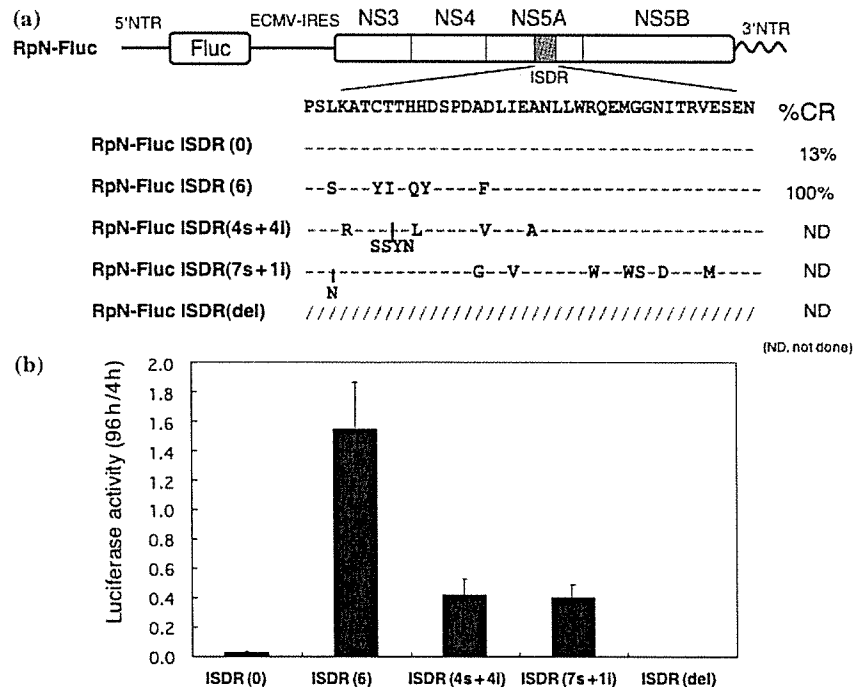 (a)
5'NTR ECMV-IRES NS3 NS4 NS5A NS5B 3'NTR
RpN-Fluc Fluc
ISDR
PSLKATCTTHHDSPDADLIEANLLWRQEMGGNITRVESEN %CR
RpN-Fluc ISDR (0) ---------------------------------------- 13%
RpN-Fluc ISDR (6) --S---YI-QY----F------------------------ 100%
RpN-Fluc ISDR(4s+4i) ---R---|-L-----V---A-------------------- ND
SSYN
RpN-Fluc ISDR(7s+1i) --|------------G--V------W--WS-D---M---- ND
N
RpN-Fluc ISDR(del) //////////////////////////////////////// ND
(ND, not done)
(b)
Luciferase activity (96h/4h)
2.0
1.8
1.6
1.4
1.2
1.0
0.8
0.6
0.4
0.2
0.0
ISDR (0) ISDR (6) ISDR (4s+4i) ISDR (7s+1i) ISDR (del)